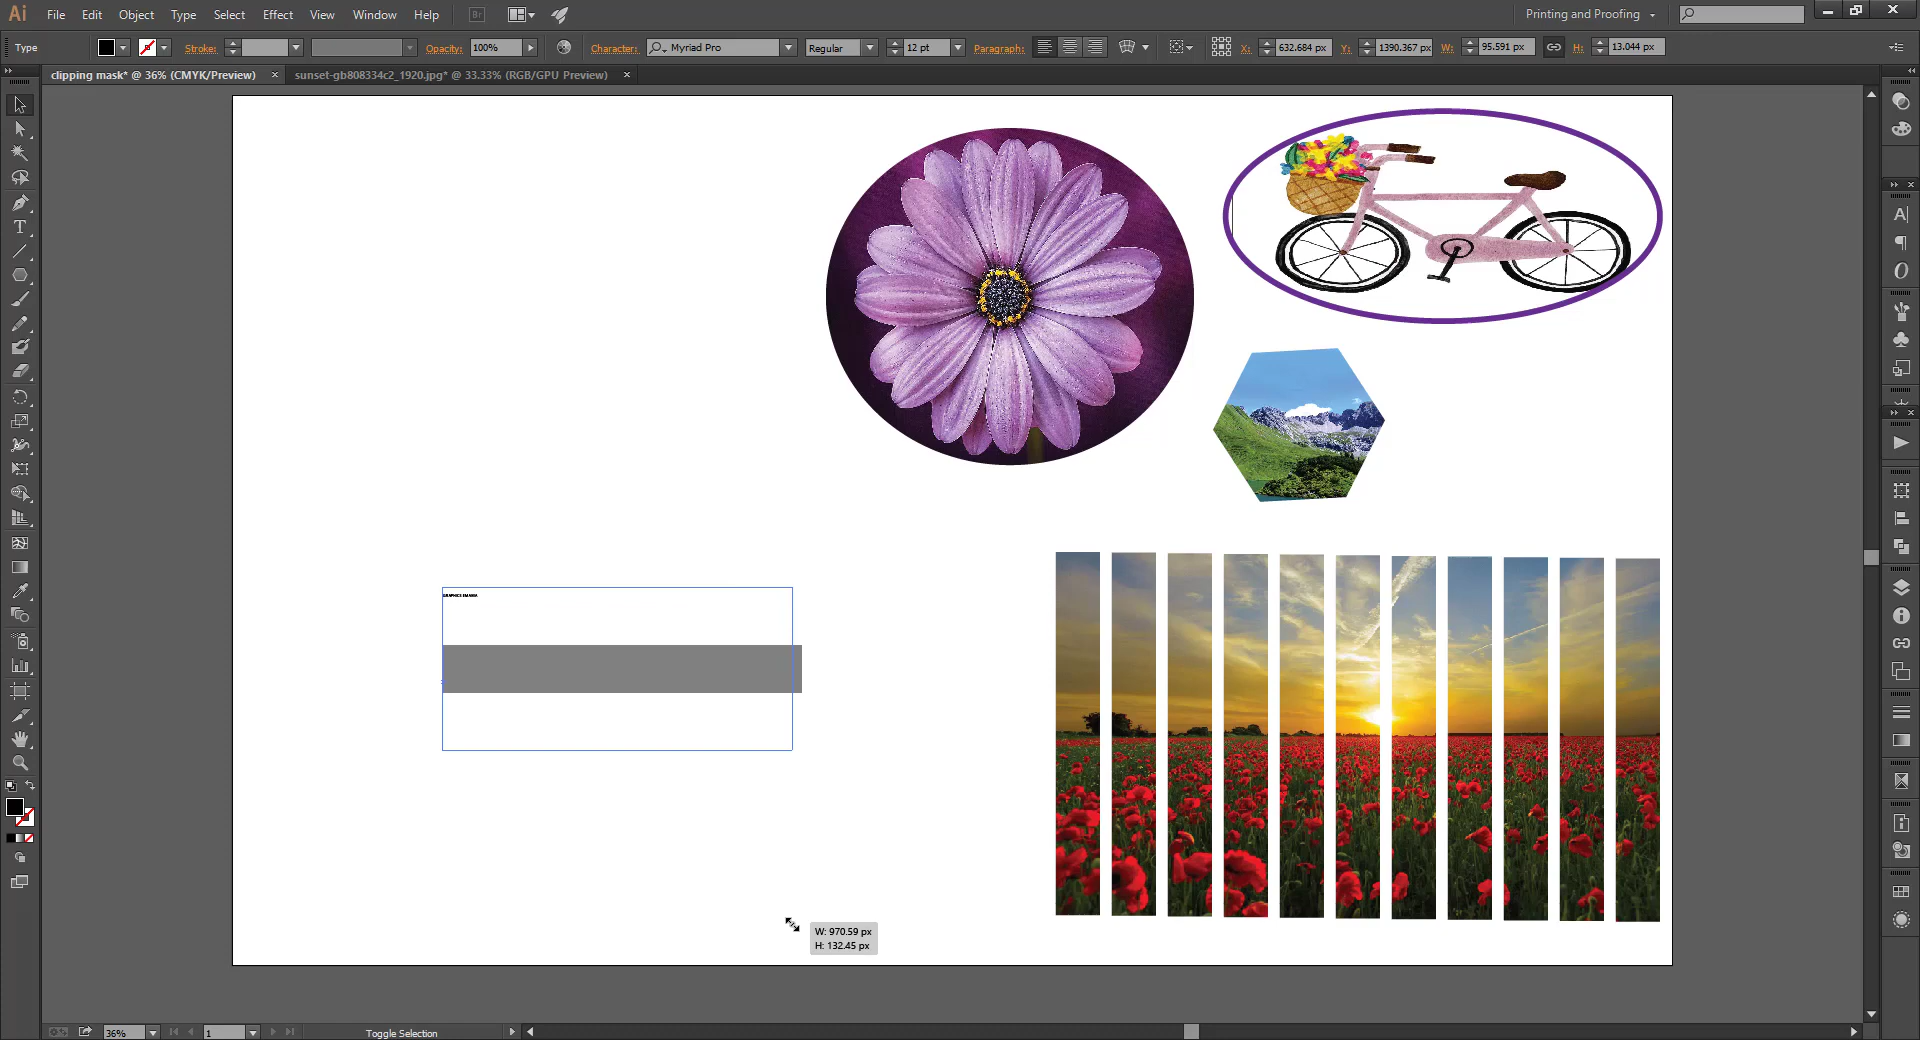 Ai File Edit Object Type Select Effect View Window Help Br Printing and Proofing
Type Stroke: Opacity: 100% Character: Myriad Pro Regular 12 pt Paragraph: X: 632.684 px Y: 1390.367 px W: 95.591 px H: 13.044 px
clipping mask* @ 36% (CMYK/Preview) × sunset-gb808334c2_1920.jpg* @ 33.33% (RGB/GPU Preview) ×
GRAPHICS EMANIA
W: 970.59 px
H: 132.45 px
36% 1 Toggle Selection